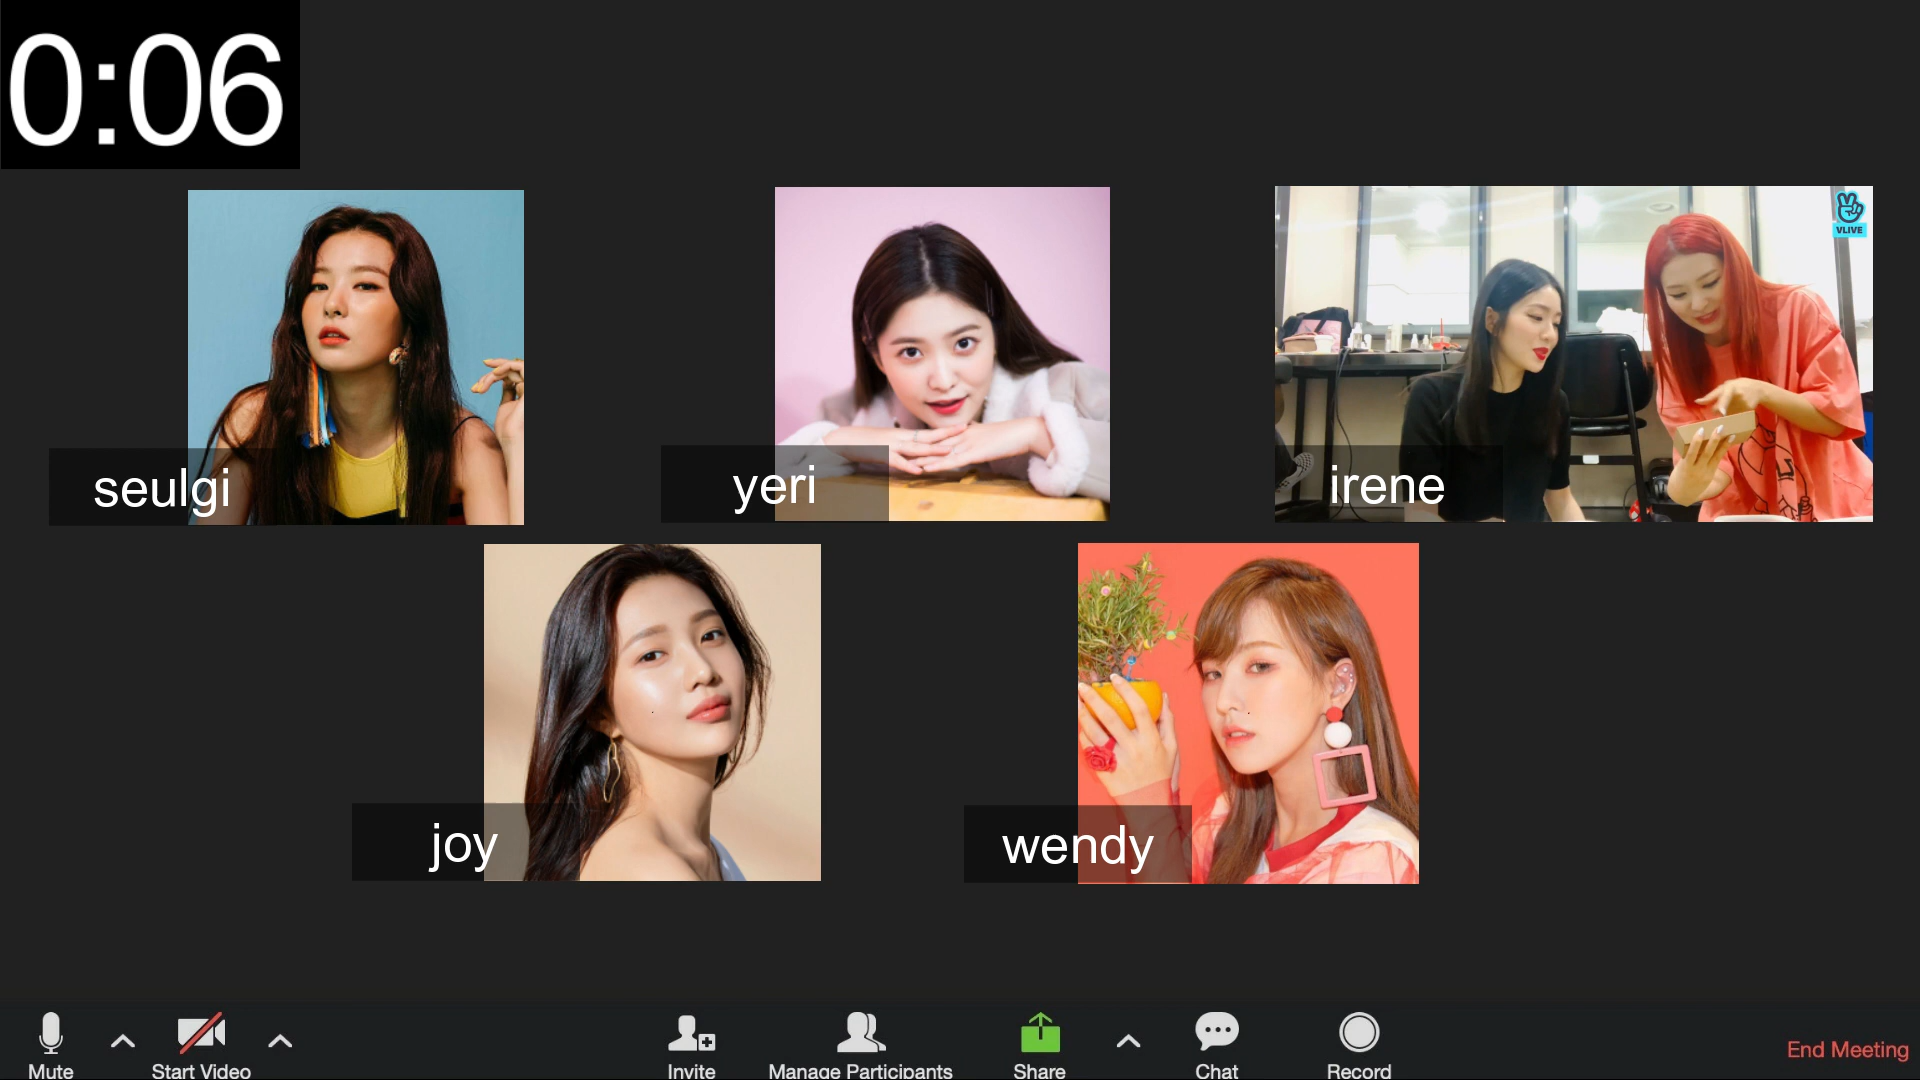 0:06
VLIVE
seulgi
yeri
irene
joy
wendy
Mute
Start Video
Invite
Manage Participants
Share
Chat
Record
End Meeting